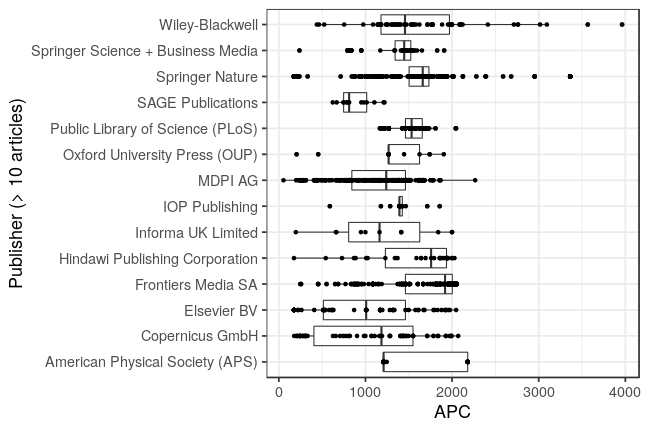 Publisher (> 10 articles)
Wiley-Blackwell
Springer Science + Business Media
Springer Nature
SAGE Publications
Public Library of Science (PLoS)
Oxford University Press (OUP)
MDPI AG
IOP Publishing
Informa UK Limited
Hindawi Publishing Corporation
Frontiers Media SA
Elsevier BV
Copernicus GmbH
American Physical Society (APS)
0 1000 2000 3000 4000
APC